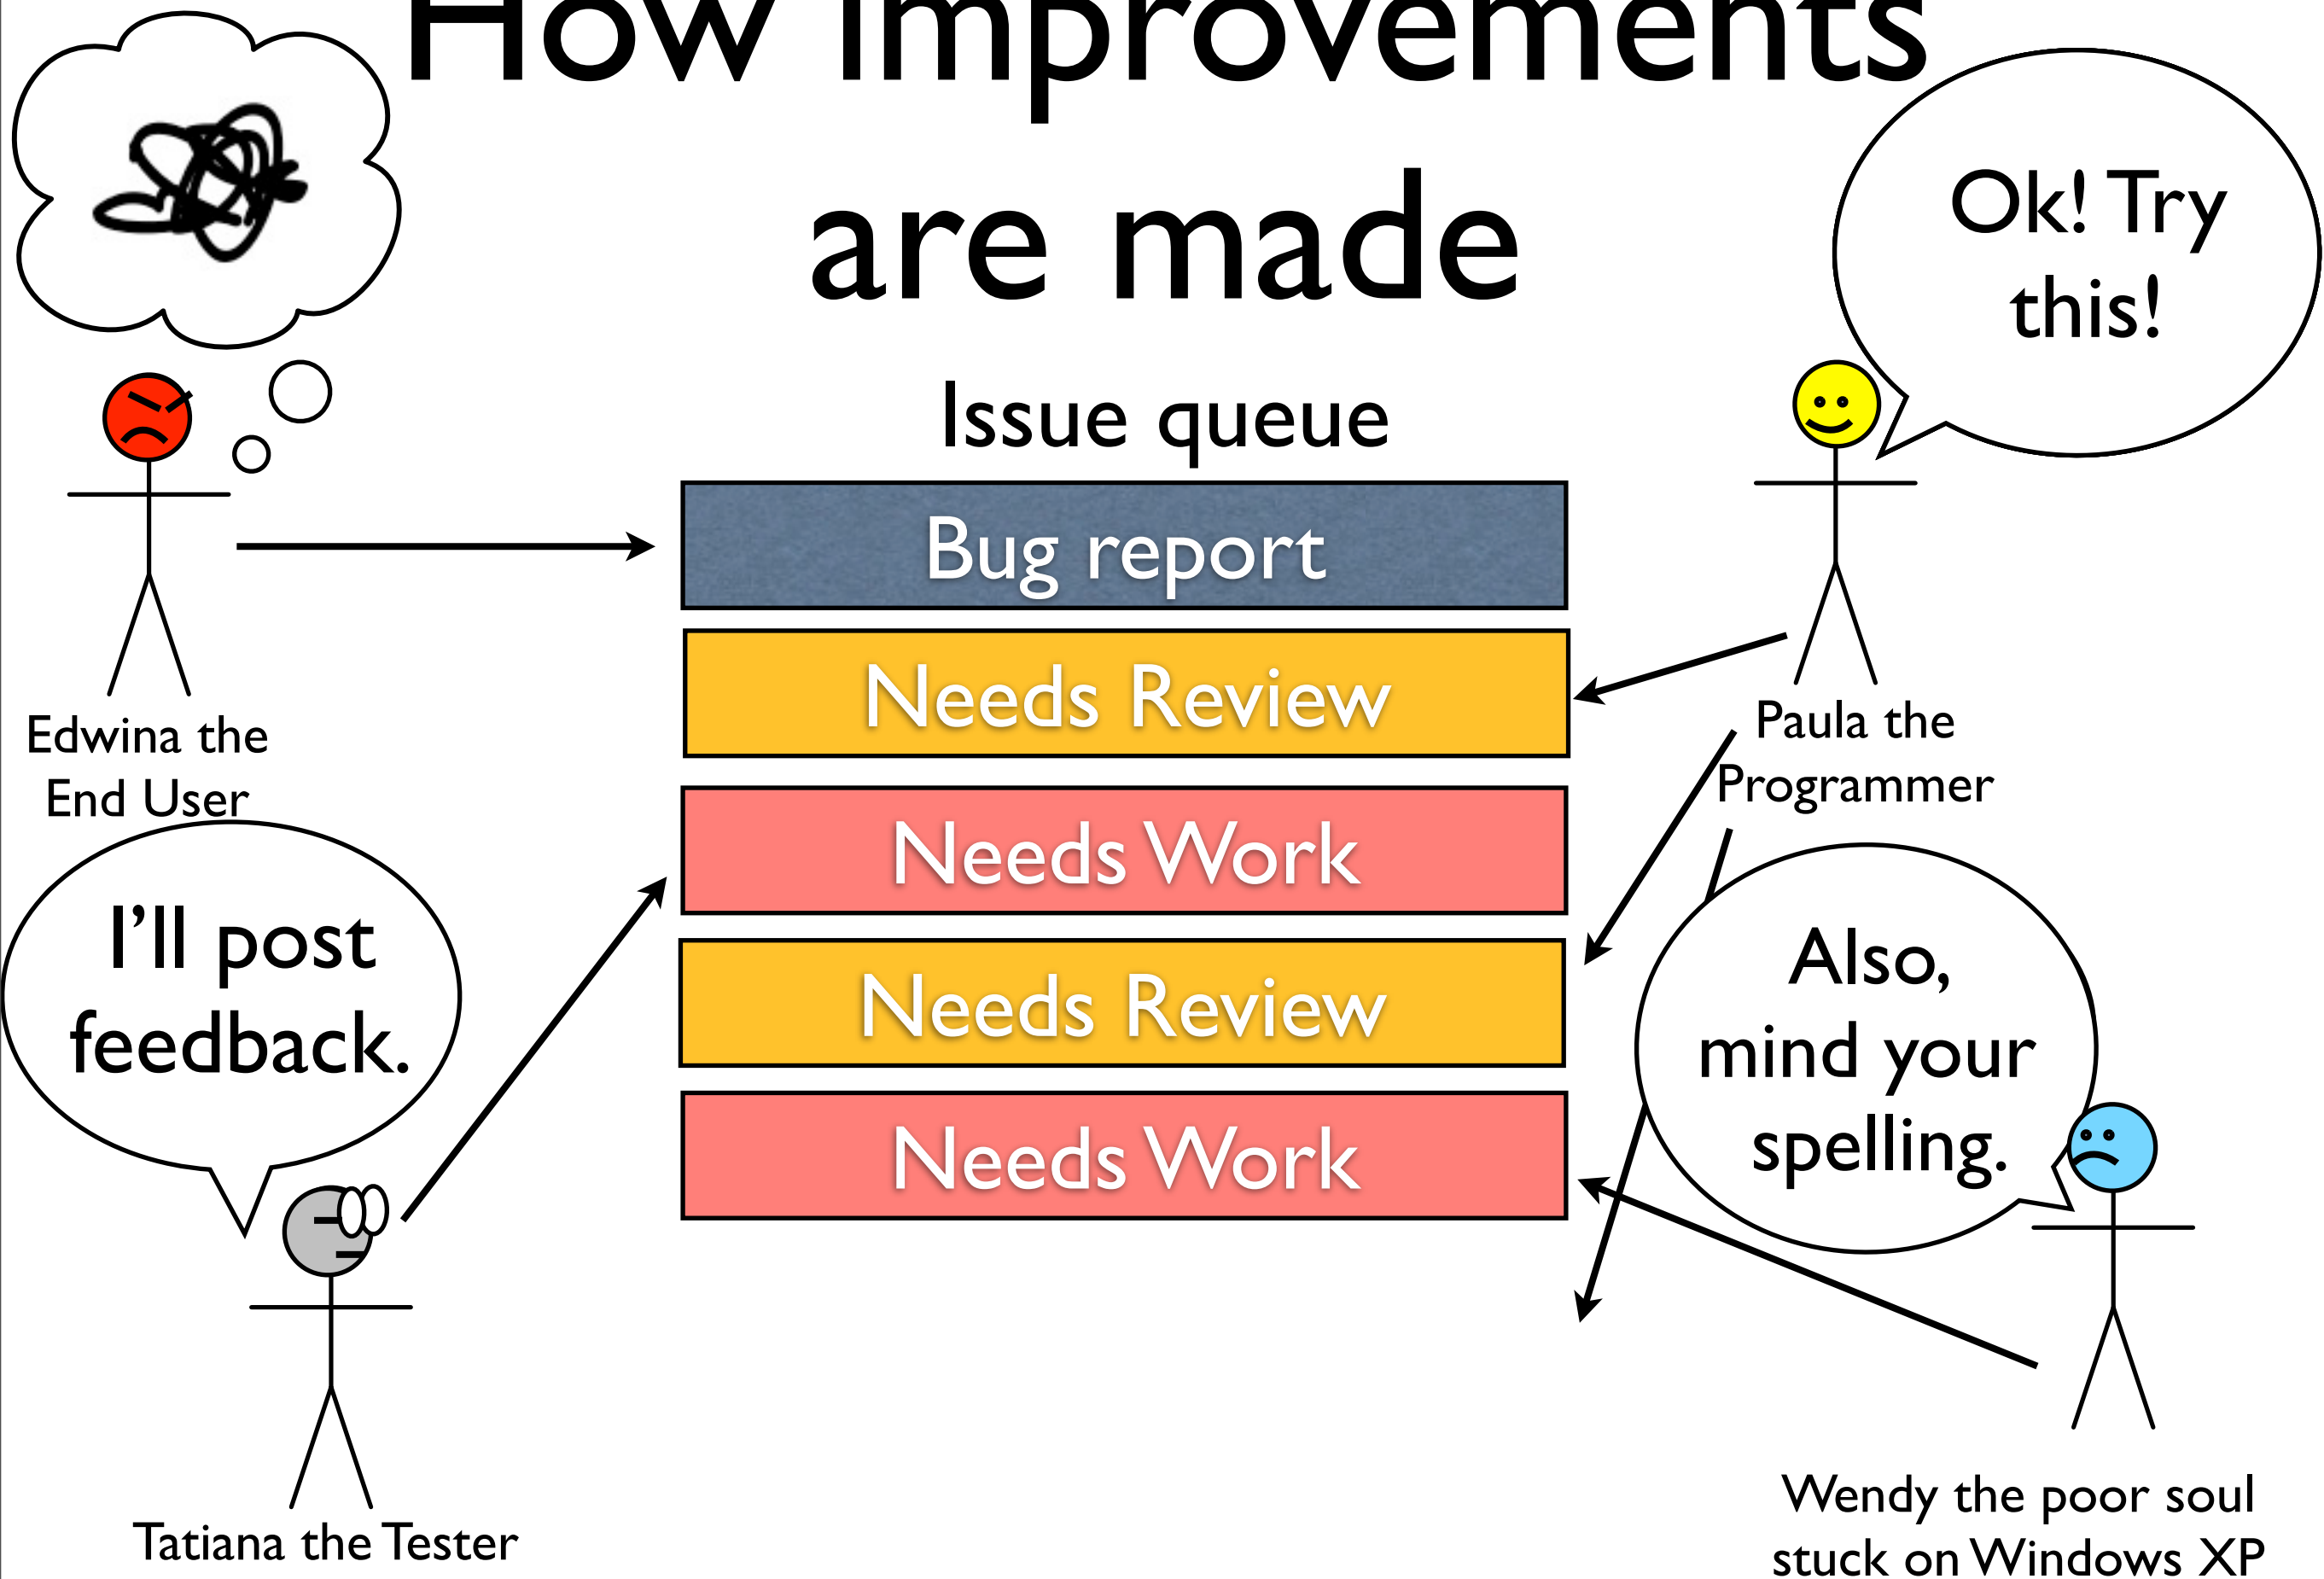 How improvements
are made
Ok! Try
this!
Issue queue
Bug report
Needs Review
Needs Work
Needs Review
Needs Work
Edwina the
End User
Paula the
Programmer
I'll post
feedback.
Also,
mind your
spelling.
Tatiana the Tester
Wendy the poor soul
stuck on Windows XP